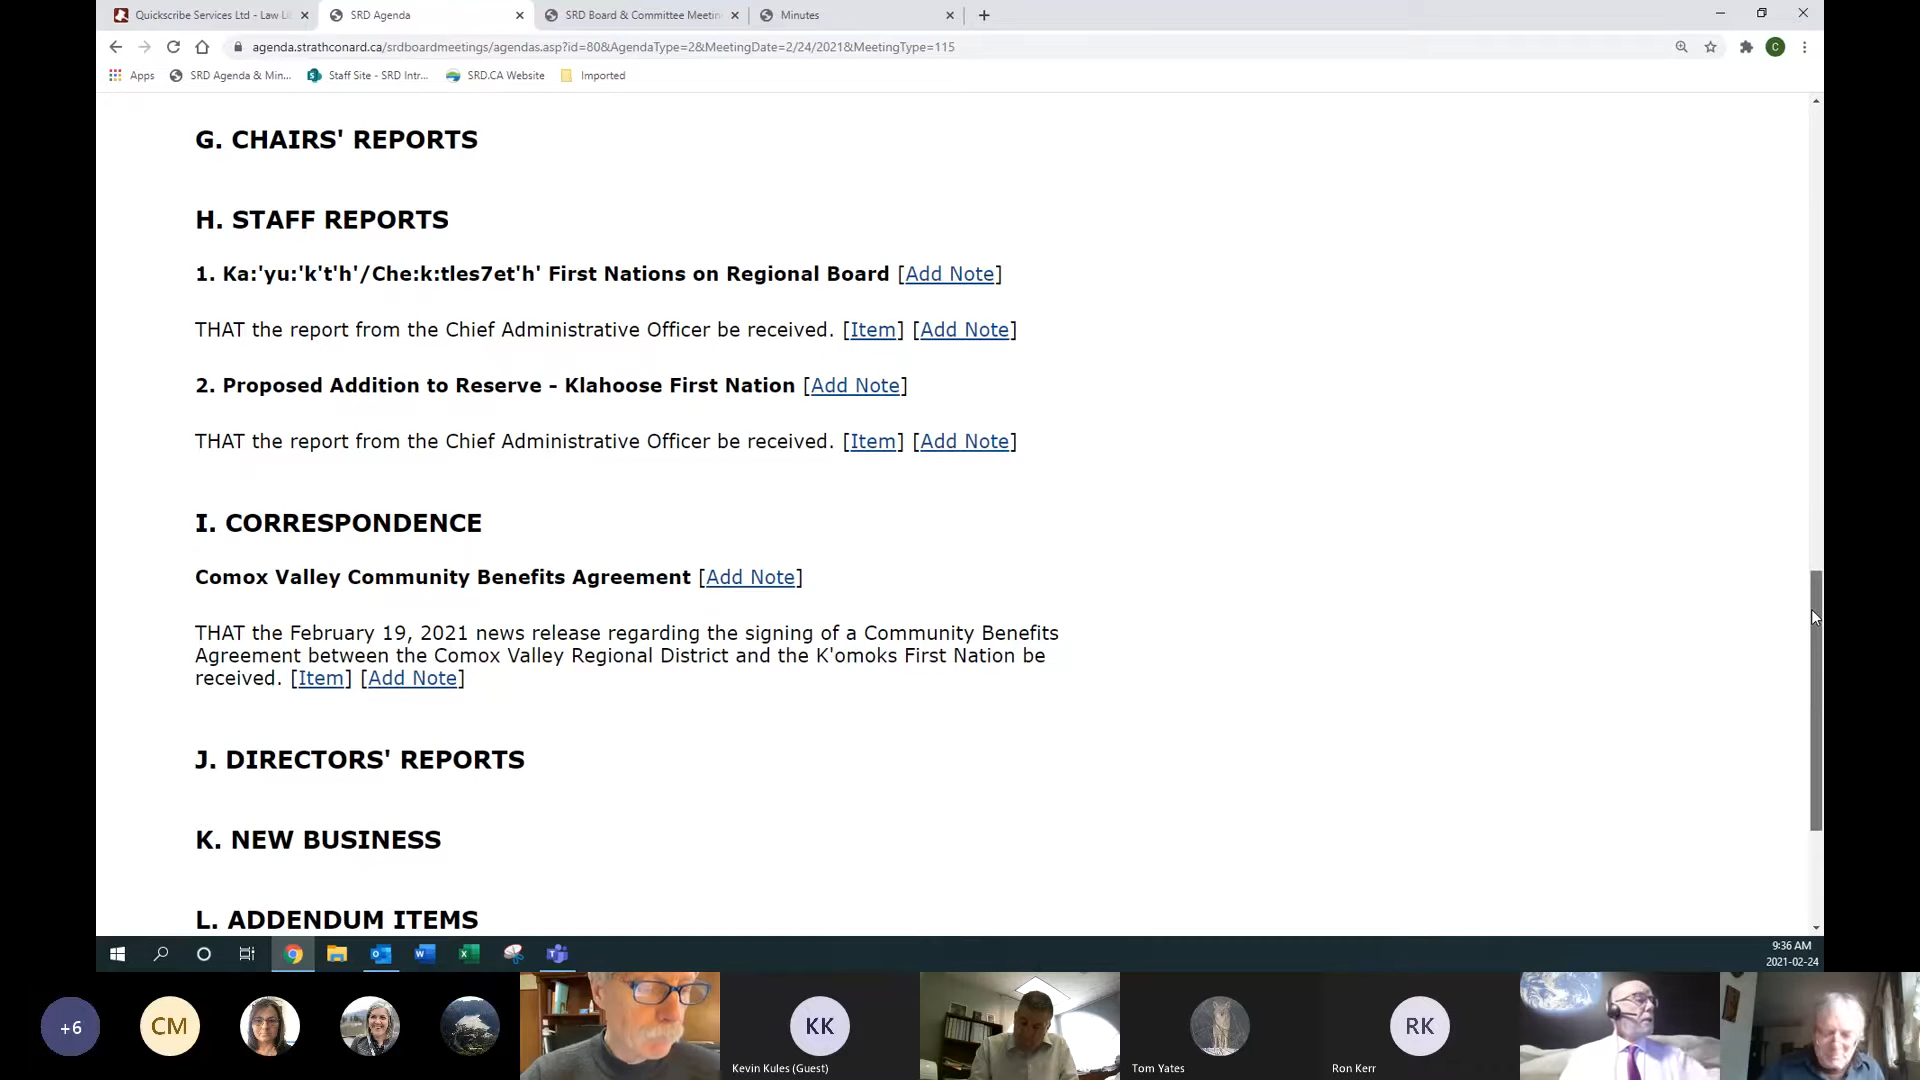 Quickscribe Services Ltd - Law Li
SRD Agenda
SRD Board & Committee Meetin
Minutes
agenda.strathconard.ca/srdboardmeetings/agendas.asp?id=80&AgendaType=2&MeetingDate=2/24/2021&MeetingType=115
C
Apps
SRD Agenda & Min...
Staff Site - SRD Intr...
SRD.CA Website
Imported
G. CHAIRS' REPORTS
H. STAFF REPORTS
1. Ka:'yu:'k't'h'/Che:k:tles7et'h' First Nations on Regional Board [Add Note]
THAT the report from the Chief Administrative Officer be received. [Item] [Add Note]
2. Proposed Addition to Reserve - Klahoose First Nation [Add Note]
THAT the report from the Chief Administrative Officer be received. [Item] [Add Note]
I. CORRESPONDENCE
Comox Valley Community Benefits Agreement [Add Note]
THAT the February 19, 2021 news release regarding the signing of a Community Benefits
Agreement between the Comox Valley Regional District and the K'omoks First Nation be
received. [Item] [Add Note]
J. DIRECTORS' REPORTS
K. NEW BUSINESS
L. ADDENDUM ITEMS
9:36 AM
2021-02-24
+6
CM
KK
RK
Kevin Kules (Guest)
Tom Yates
Ron Kerr